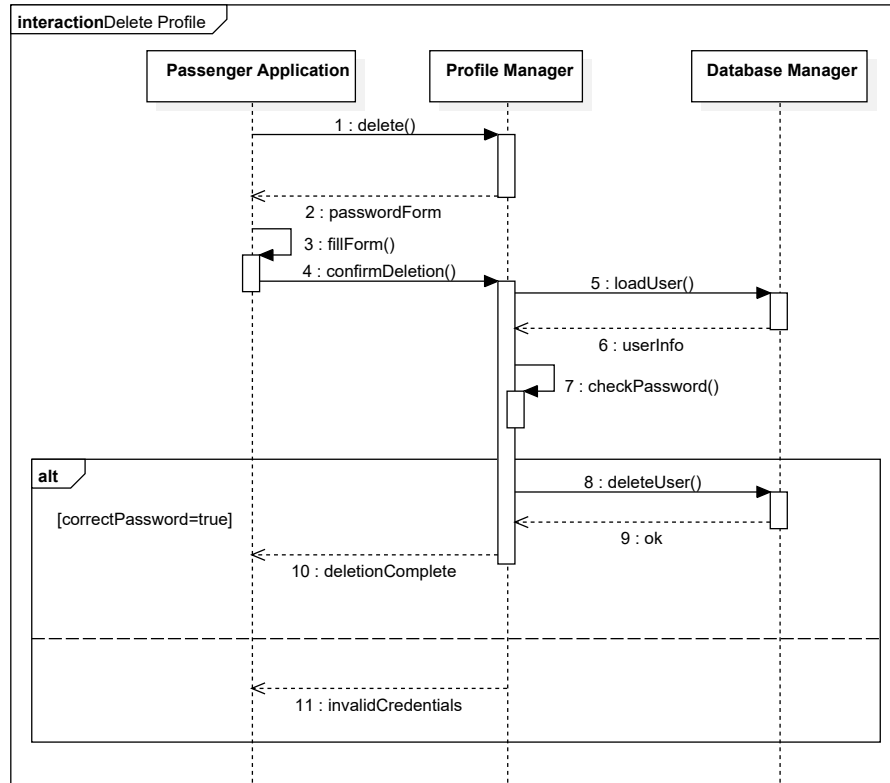 interactionDelete Profile
Passenger Application
Profile Manager
Database Manager
1 : delete()
2 : passwordForm
3 : fillForm()
4 : confirmDeletion()
5 : loadUser()
6 : userInfo
7 : checkPassword()
alt
8 : deleteUser()
[correctPassword=true]
9 : ok
10 : deletionComplete
11 : invalidCredentials